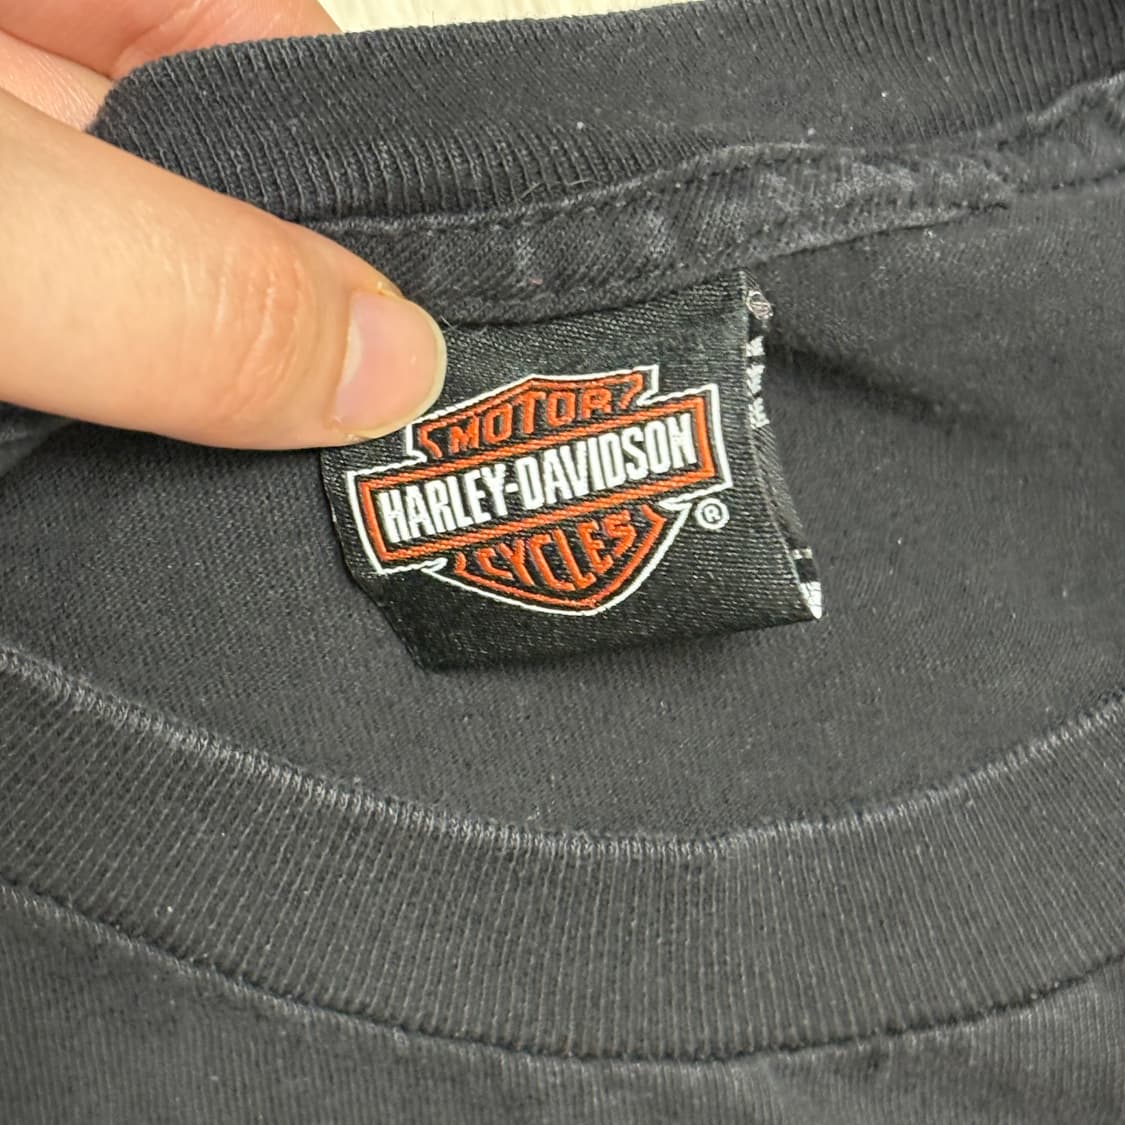 MOTOR
HARLEY-DAVIDSON
CYCLES
®